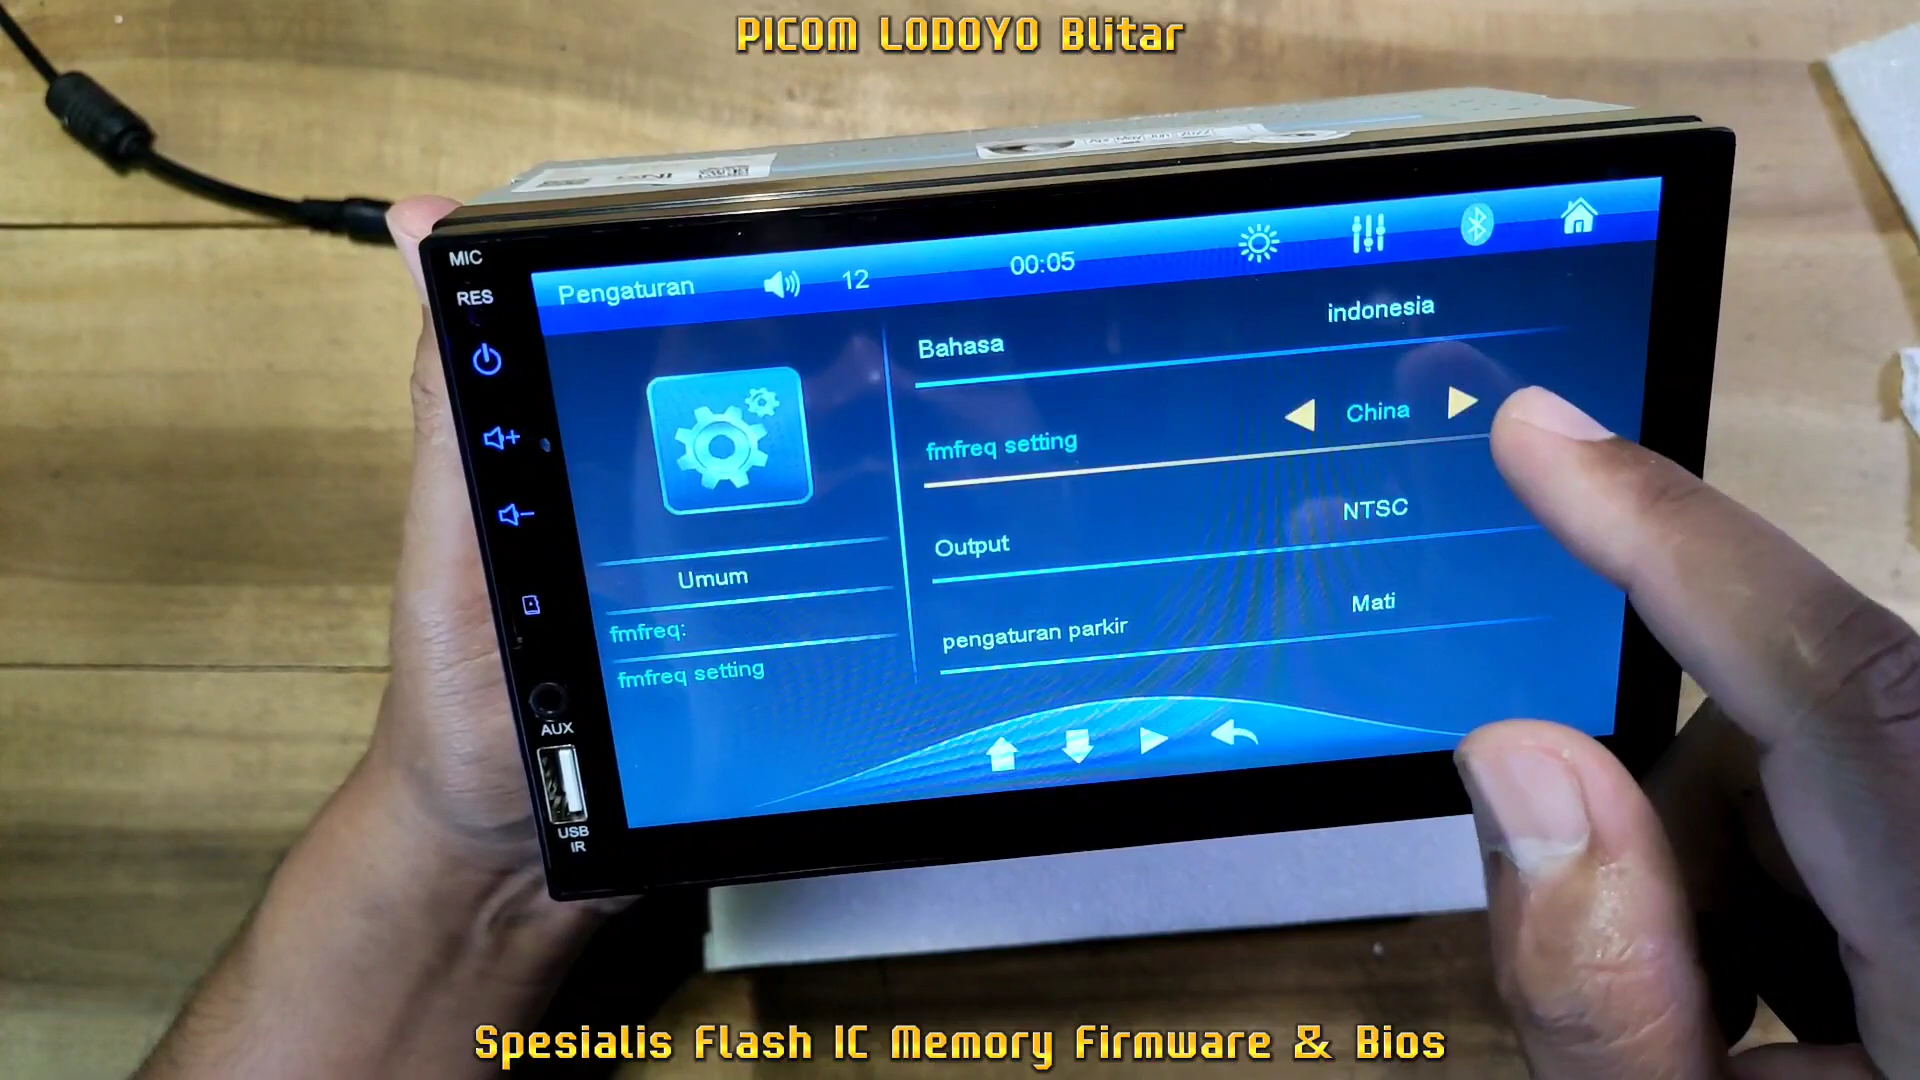 PICOM LODOYO Blitar
SNI
MIC
RES
Pengaturan 12 00:05
Bahasa indonesia
fmfreq setting China
Output NTSC
pengaturan parkir Mati
Umum
fmfreq:
fmfreq setting
AUX
USB
IR
Spesialis Flash IC Memory Firmware & Bios